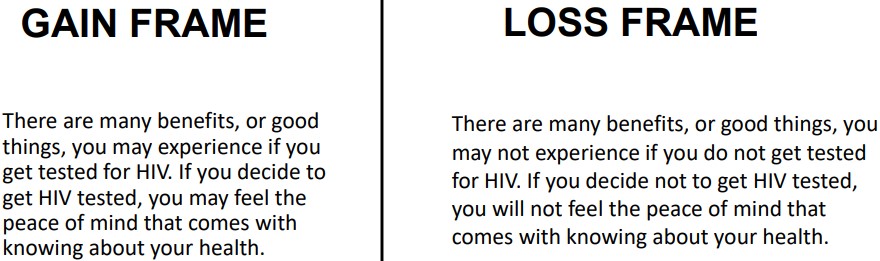 GAIN FRAME
There are many benefits, or good
things, you may experience if you
get tested for HIV. If you decide to
get HIV tested, you may feel the
peace of mind that comes with
knowing about your health.
LOSS FRAME
There are many benefits, or good things, you
may not experience if you do not get tested
for HIV. If you decide not to get HIV tested,
you will not feel the peace of mind that
comes with knowing about your health.